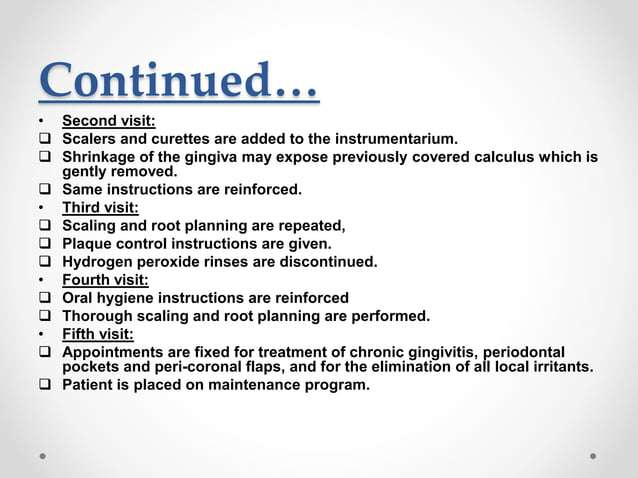 Continued…
• Second visit:
❑ Scalers and curettes are added to the instrumentarium.
❑ Shrinkage of the gingiva may expose previously covered calculus which is
gently removed.
❑ Same instructions are reinforced.
• Third visit:
❑ Scaling and root planning are repeated,
❑ Plaque control instructions are given.
❑ Hydrogen peroxide rinses are discontinued.
• Fourth visit:
❑ Oral hygiene instructions are reinforced
❑ Thorough scaling and root planning are performed.
• Fifth visit:
❑ Appointments are fixed for treatment of chronic gingivitis, periodontal
pockets and peri-coronal flaps, and for the elimination of all local irritants.
❑ Patient is placed on maintenance program.